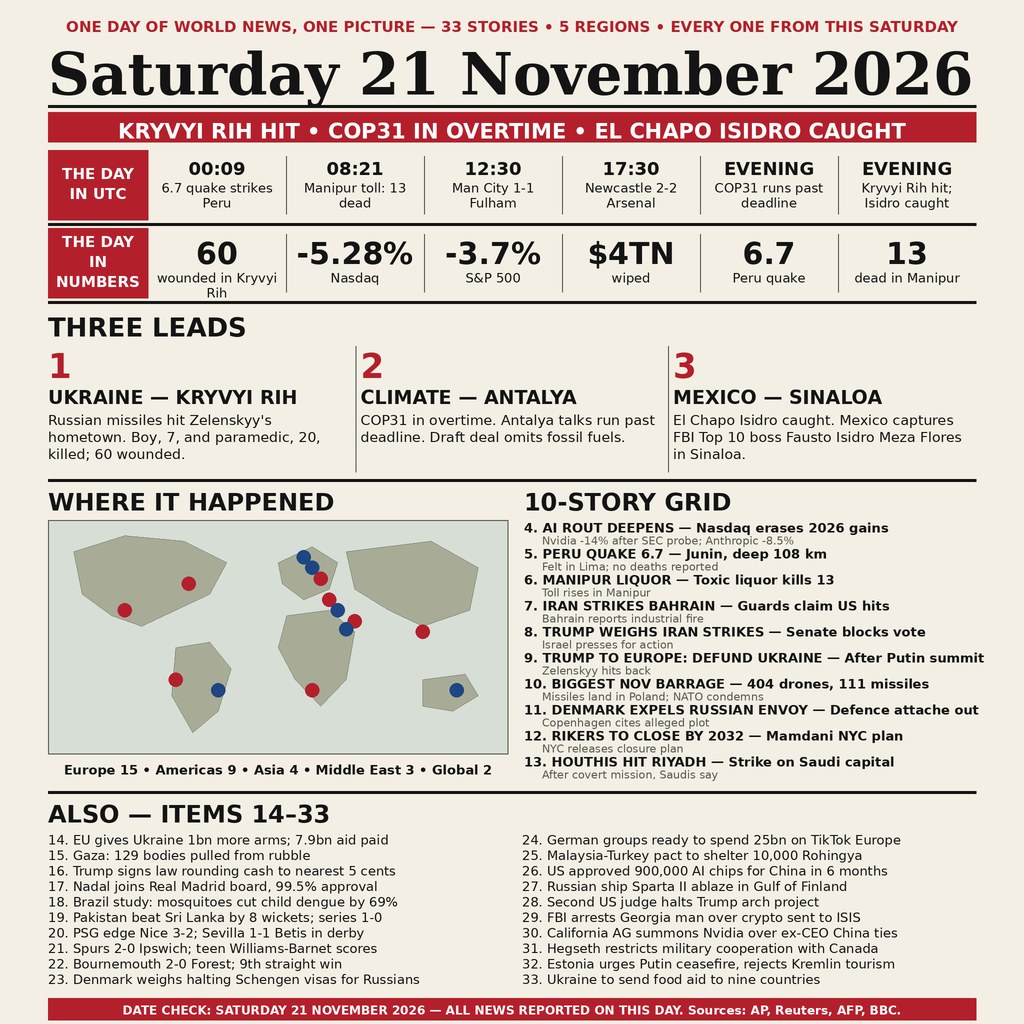 ONE DAY OF WORLD NEWS, ONE PICTURE — 33 STORIES • 5 REGIONS • EVERY ONE FROM THIS SATURDAY
Saturday 21 November 2026
KRYVYI RIH HIT • COP31 IN OVERTIME • EL CHAPO ISIDRO CAUGHT
THE DAY
IN UTC
00:09
6.7 quake strikes
Peru
08:21
Manipur toll: 13
dead
12:30
Man City 1-1
Fulham
17:30
Newcastle 2-2
Arsenal
EVENING
COP31 runs past
deadline
EVENING
Kryvyi Rih hit;
Isidro caught
THE DAY
IN
NUMBERS
60
wounded in Kryvyi
Rih
-5.28%
Nasdaq
-3.7%
S&P 500
$4TN
wiped
6.7
Peru quake
13
dead in Manipur
THREE LEADS
1
UKRAINE — KRYVYI RIH
Russian missiles hit Zelenskyy's
hometown. Boy, 7, and paramedic, 20,
killed; 60 wounded.
2
CLIMATE — ANTALYA
COP31 in overtime. Antalya talks run past
deadline. Draft deal omits fossil fuels.
3
MEXICO — SINALOA
El Chapo Isidro caught. Mexico captures
FBI Top 10 boss Fausto Isidro Meza Flores
in Sinaloa.
WHERE IT HAPPENED
Europe 15 • Americas 9 • Asia 4 • Middle East 3 • Global 2
10-STORY GRID
4. AI ROUT DEEPENS — Nasdaq erases 2026 gains
Nvidia -14% after SEC probe; Anthropic -8.5%
5. PERU QUAKE 6.7 — Junin, deep 108 km
Felt in Lima; no deaths reported
6. MANIPUR LIQUOR — Toxic liquor kills 13
Toll rises in Manipur
7. IRAN STRIKES BAHRAIN — Guards claim US hits
Bahrain reports industrial fire
8. TRUMP WEIGHS IRAN STRIKES — Senate blocks vote
Israel presses for action
9. TRUMP TO EUROPE: DEFUND UKRAINE — After Putin summit
Zelenskyy hits back
10. BIGGEST NOV BARRAGE — 404 drones, 111 missiles
Missiles land in Poland; NATO condemns
11. DENMARK EXPELS RUSSIAN ENVOY — Defence attache out
Copenhagen cites alleged plot
12. RIKERS TO CLOSE BY 2032 — Mamdani NYC plan
NYC releases closure plan
13. HOUTHIS HIT RIYADH — Strike on Saudi capital
After covert mission, Saudis say
ALSO — ITEMS 14–33
14. EU gives Ukraine 1bn more arms; 7.9bn aid paid
15. Gaza: 129 bodies pulled from rubble
16. Trump signs law rounding cash to nearest 5 cents
17. Nadal joins Real Madrid board, 99.5% approval
18. Brazil study: mosquitoes cut child dengue by 69%
19. Pakistan beat Sri Lanka by 8 wickets; series 1-0
20. PSG edge Nice 3-2; Sevilla 1-1 Betis in derby
21. Spurs 2-0 Ipswich; teen Williams-Barnet scores
22. Bournemouth 2-0 Forest; 9th straight win
23. Denmark weighs halting Schengen visas for Russians
24. German groups ready to spend 25bn on TikTok Europe
25. Malaysia-Turkey pact to shelter 10,000 Rohingya
26. US approved 900,000 AI chips for China in 6 months
27. Russian ship Sparta II ablaze in Gulf of Finland
28. Second US judge halts Trump arch project
29. FBI arrests Georgia man over crypto sent to ISIS
30. California AG summons Nvidia over ex-CEO China ties
31. Hegseth restricts military cooperation with Canada
32. Estonia urges Putin ceasefire, rejects Kremlin tourism
33. Ukraine to send food aid to nine countries
DATE CHECK: SATURDAY 21 NOVEMBER 2026 — ALL NEWS REPORTED ON THIS DAY. Sources: AP, Reuters, AFP, BBC.